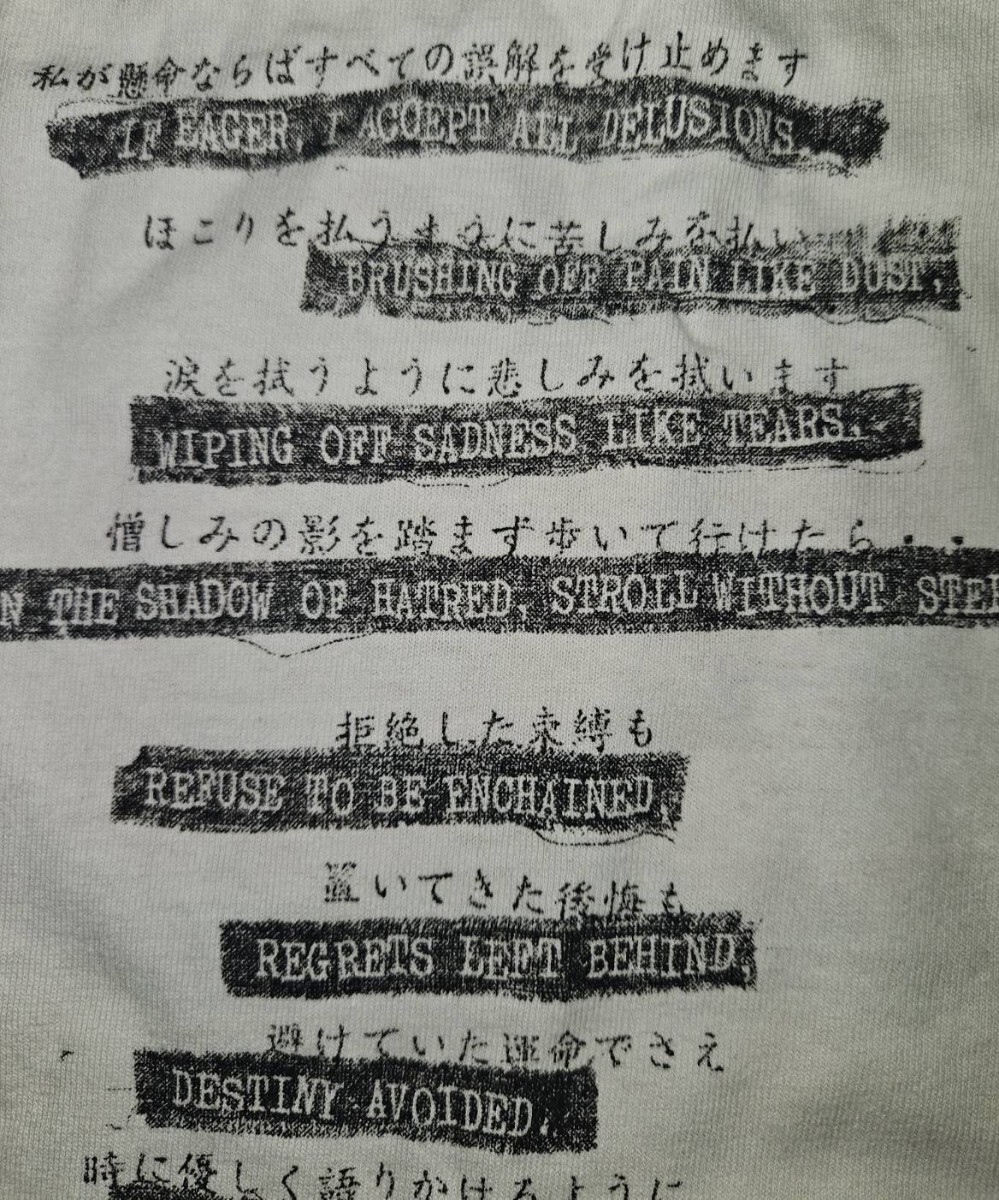 私が懸命ならばすべての誤解を受け止めます
IF EAGER, I ACCEPT ALL DELUSIONS.
ほこりを払うように苦しみを払い
BRUSHING OFF PAIN LIKE DUST,
涙を拭うように悲しみを拭います
WIPING OFF SADNESS LIKE TEARS.
憎しみの影を踏まず歩いて行けたら・・
N THE SHADOW OF HATRED, STROLL WITHOUT STEP
拒絶した束縛も
REFUSE TO BE ENCHAINED,
置いてきた後悔も
REGRETS LEFT BEHIND,
避けていた運命でさえ
DESTINY AVOIDED.
時に優しく語りかけるように